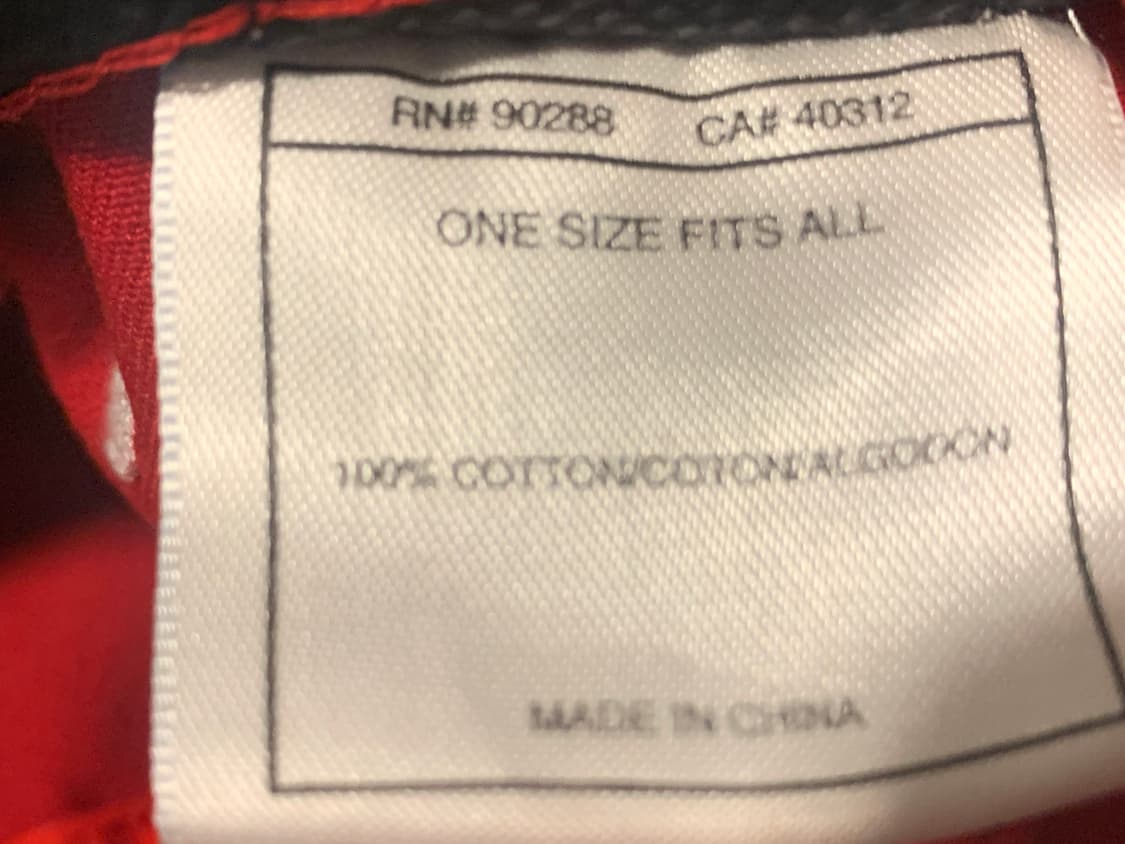 RN# 90288 CA# 40312
ONE SIZE FITS ALL
100% COTTON/COTON/ALGODON
MADE IN CHINA